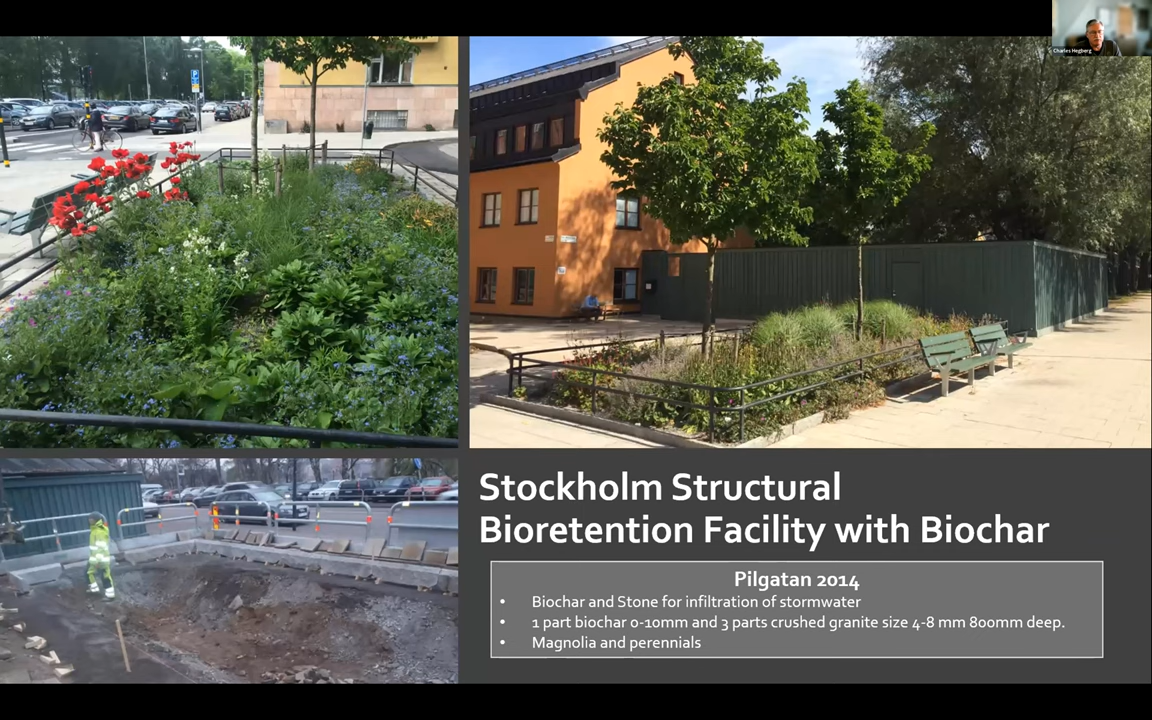 Charles Hegberg
P
Stockholm Structural
Bioretention Facility with Biochar
Pilgatan 2014
• Biochar and Stone for infiltration of stormwater
• 1 part biochar 0-10mm and 3 parts crushed granite size 4-8 mm 800mm deep.
• Magnolia and perennials